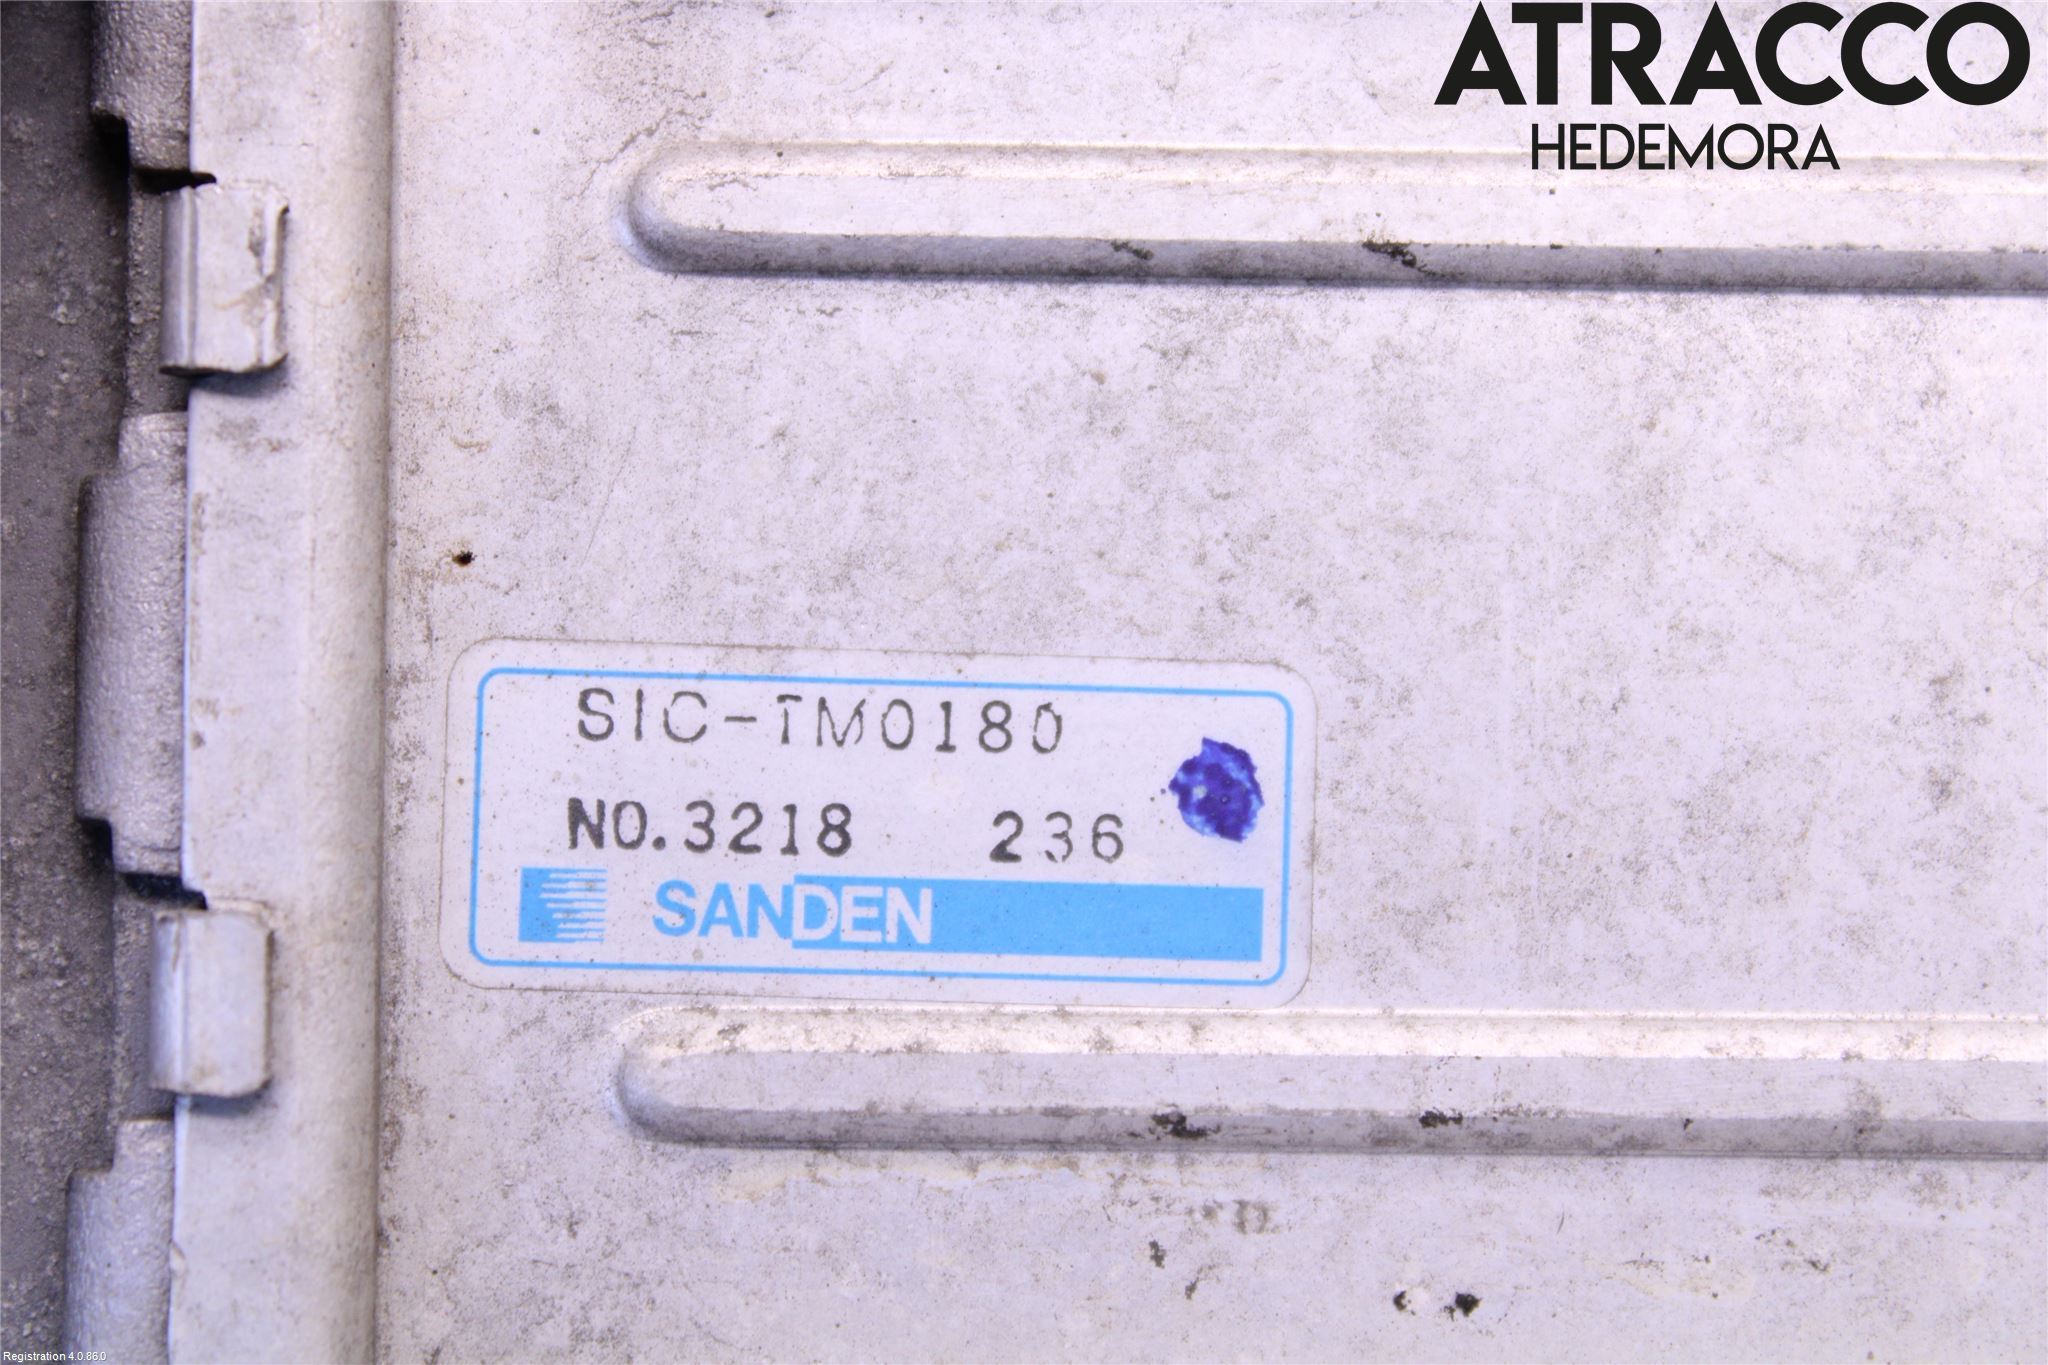 ATRACCO
HEDEMORA
SIC-TM0180
NO.3218 236
SANDEN
Registration 4.0.86.0